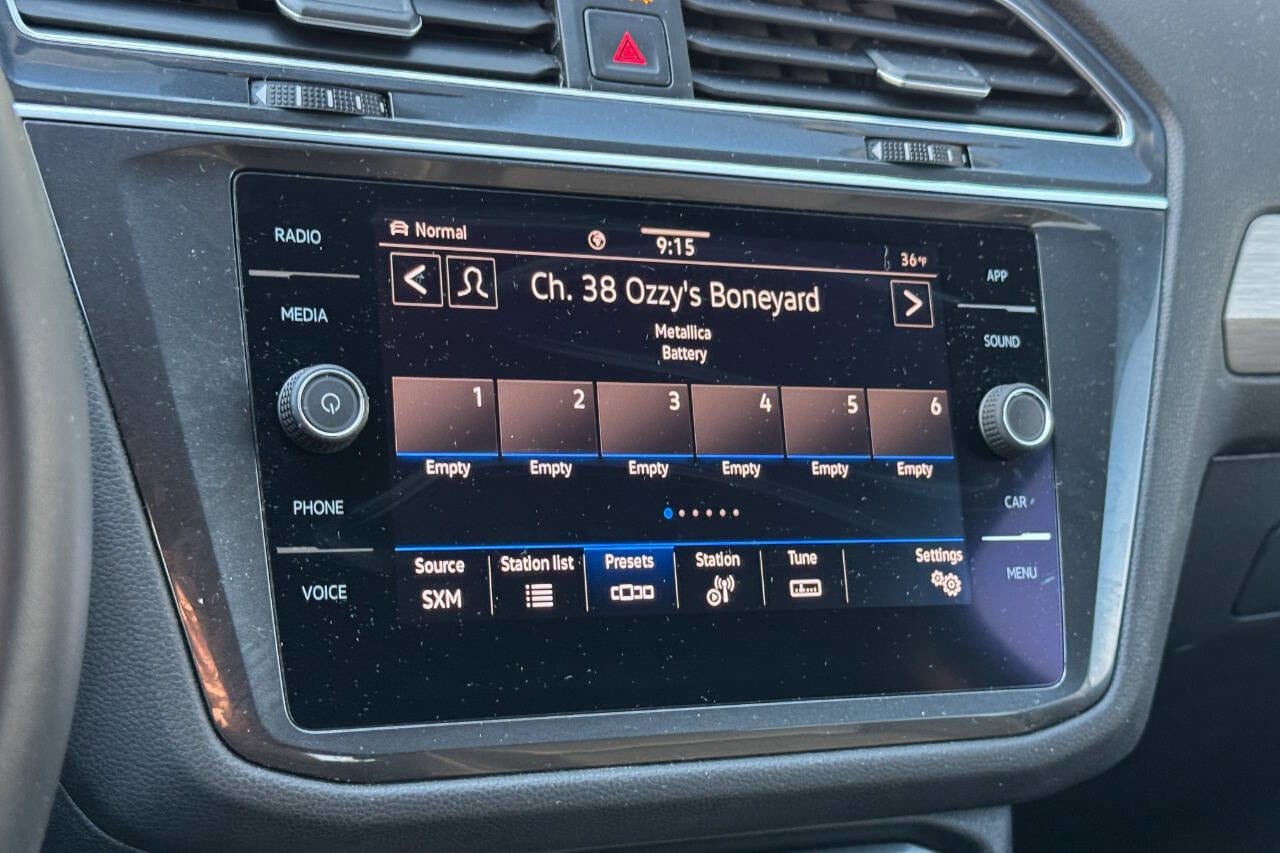 RADIO
MEDIA
PHONE
VOICE
Normal
9:15
36°F
Ch. 38 Ozzy's Boneyard
Metallica
Battery
1 2 3 4 5 6
Empty Empty Empty Empty Empty Empty
Source Station list Presets Station Tune Settings
SXM
APP
SOUND
CAR
MENU